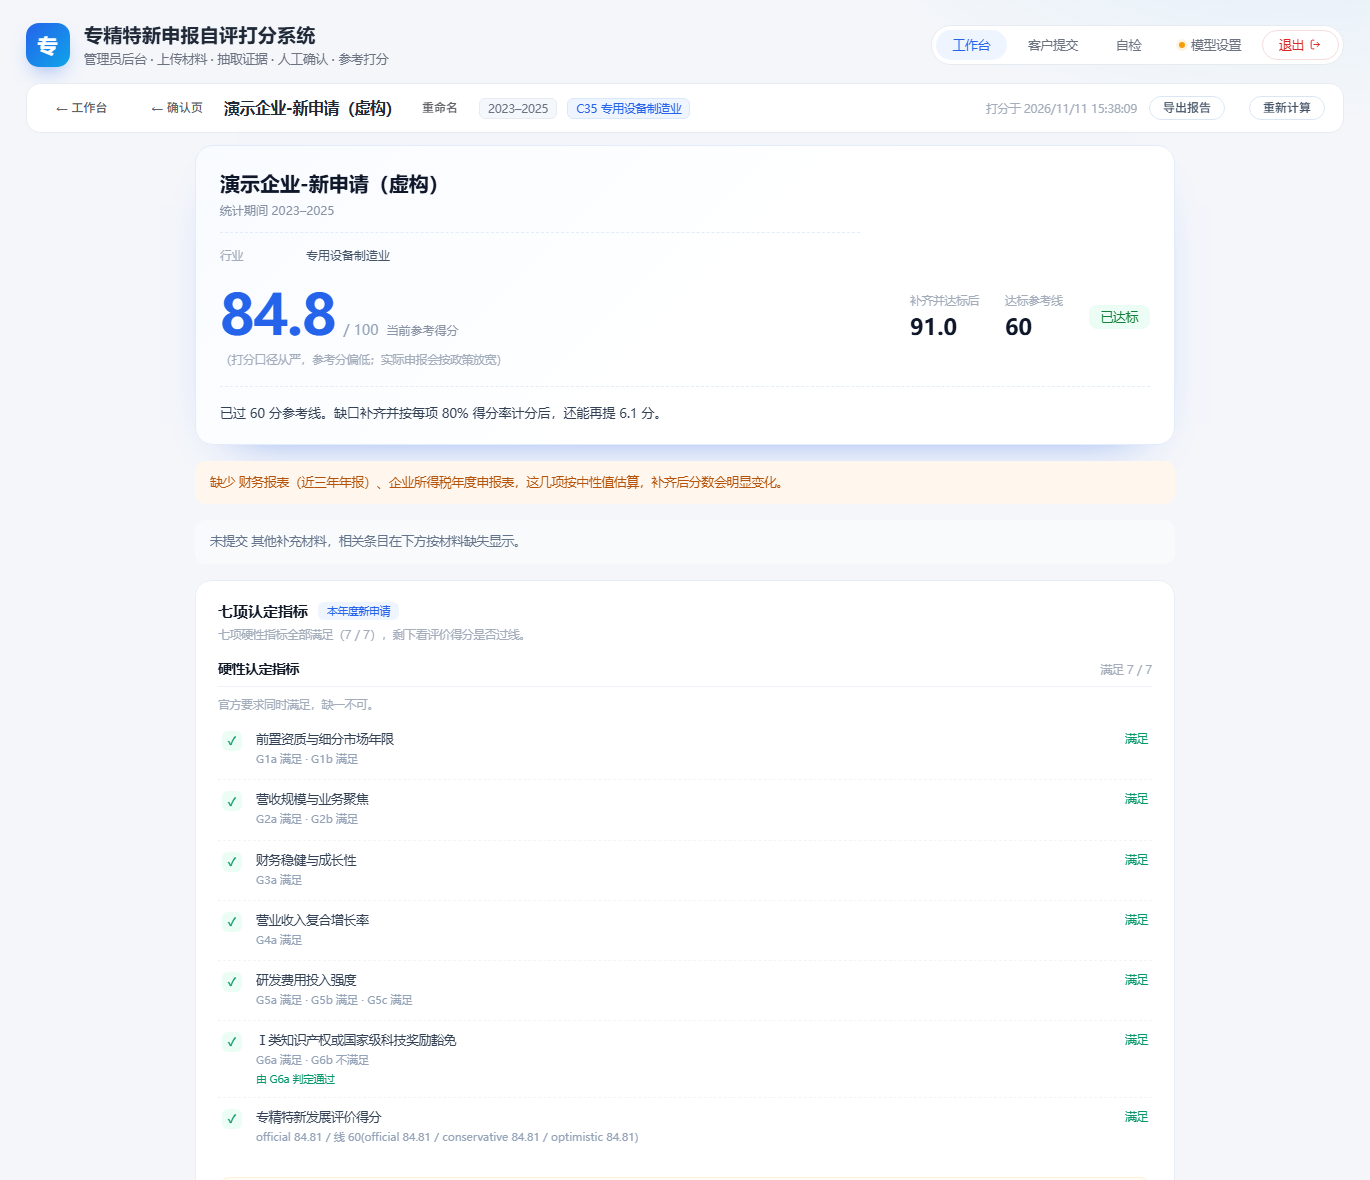 专
专精特新申报自评打分系统
管理员后台 · 上传材料 · 抽取证据 · 人工确认 · 参考打分
工作台
客户提交
自检
模型设置
退出
← 工作台
← 确认页
演示企业-新申请（虚构）
重命名
2023–2025
C35 专用设备制造业
打分于 2026/11/11 15:38:09
导出报告
重新计算
演示企业-新申请（虚构）
统计期间 2023–2025
行业 专用设备制造业
84.8 / 100 当前参考得分
（打分口径从严，参考分偏低；实际申报会按政策放宽）
补齐并达标后
91.0
达标参考线
60
已达标
已过 60 分参考线。缺口补齐并按每项 80% 得分率计分后，还能再提 6.1 分。
缺少 财务报表（近三年年报）、企业所得税年度申报表，这几项按中性值估算，补齐后分数会明显变化。
未提交 其他补充材料，相关条目在下方按材料缺失显示。
七项认定指标 本年度新申请
七项硬性指标全部满足（7 / 7），剩下看评价得分是否过线。
硬性认定指标 满足 7 / 7
官方要求同时满足，缺一不可。
✓ 前置资质与细分市场年限 满足
G1a 满足 · G1b 满足
✓ 营收规模与业务聚焦 满足
G2a 满足 · G2b 满足
✓ 财务稳健与成长性 满足
G3a 满足
✓ 营业收入复合增长率 满足
G4a 满足
✓ 研发费用投入强度 满足
G5a 满足 · G5b 满足 · G5c 满足
✓ Ⅰ类知识产权或国家级科技奖励豁免 满足
G6a 满足 · G6b 不满足
由 G6a 判定通过
✓ 专精特新发展评价得分 满足
official 84.81 / 线 60(official 84.81 / conservative 84.81 / optimistic 84.81)